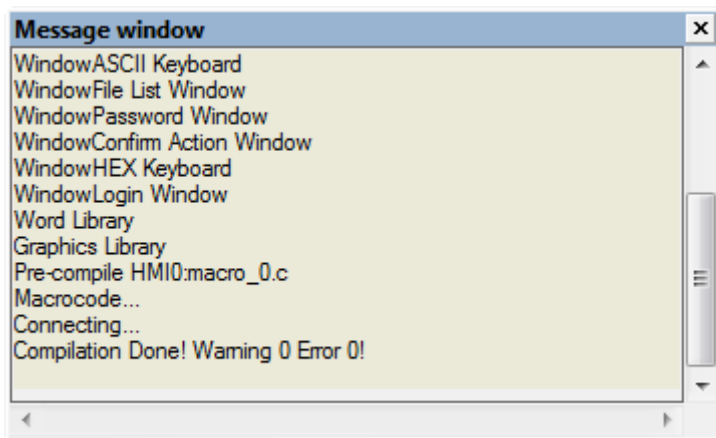 Message window
WindowASCII Keyboard
WindowFile List Window
WindowPassword Window
WindowConfirm Action Window
WindowHEX Keyboard
WindowLogin Window
Word Library
Graphics Library
Pre-compile HMI0:macro_0.c
Macrocode...
Connecting...
Compilation Done! Warning 0 Error 0!